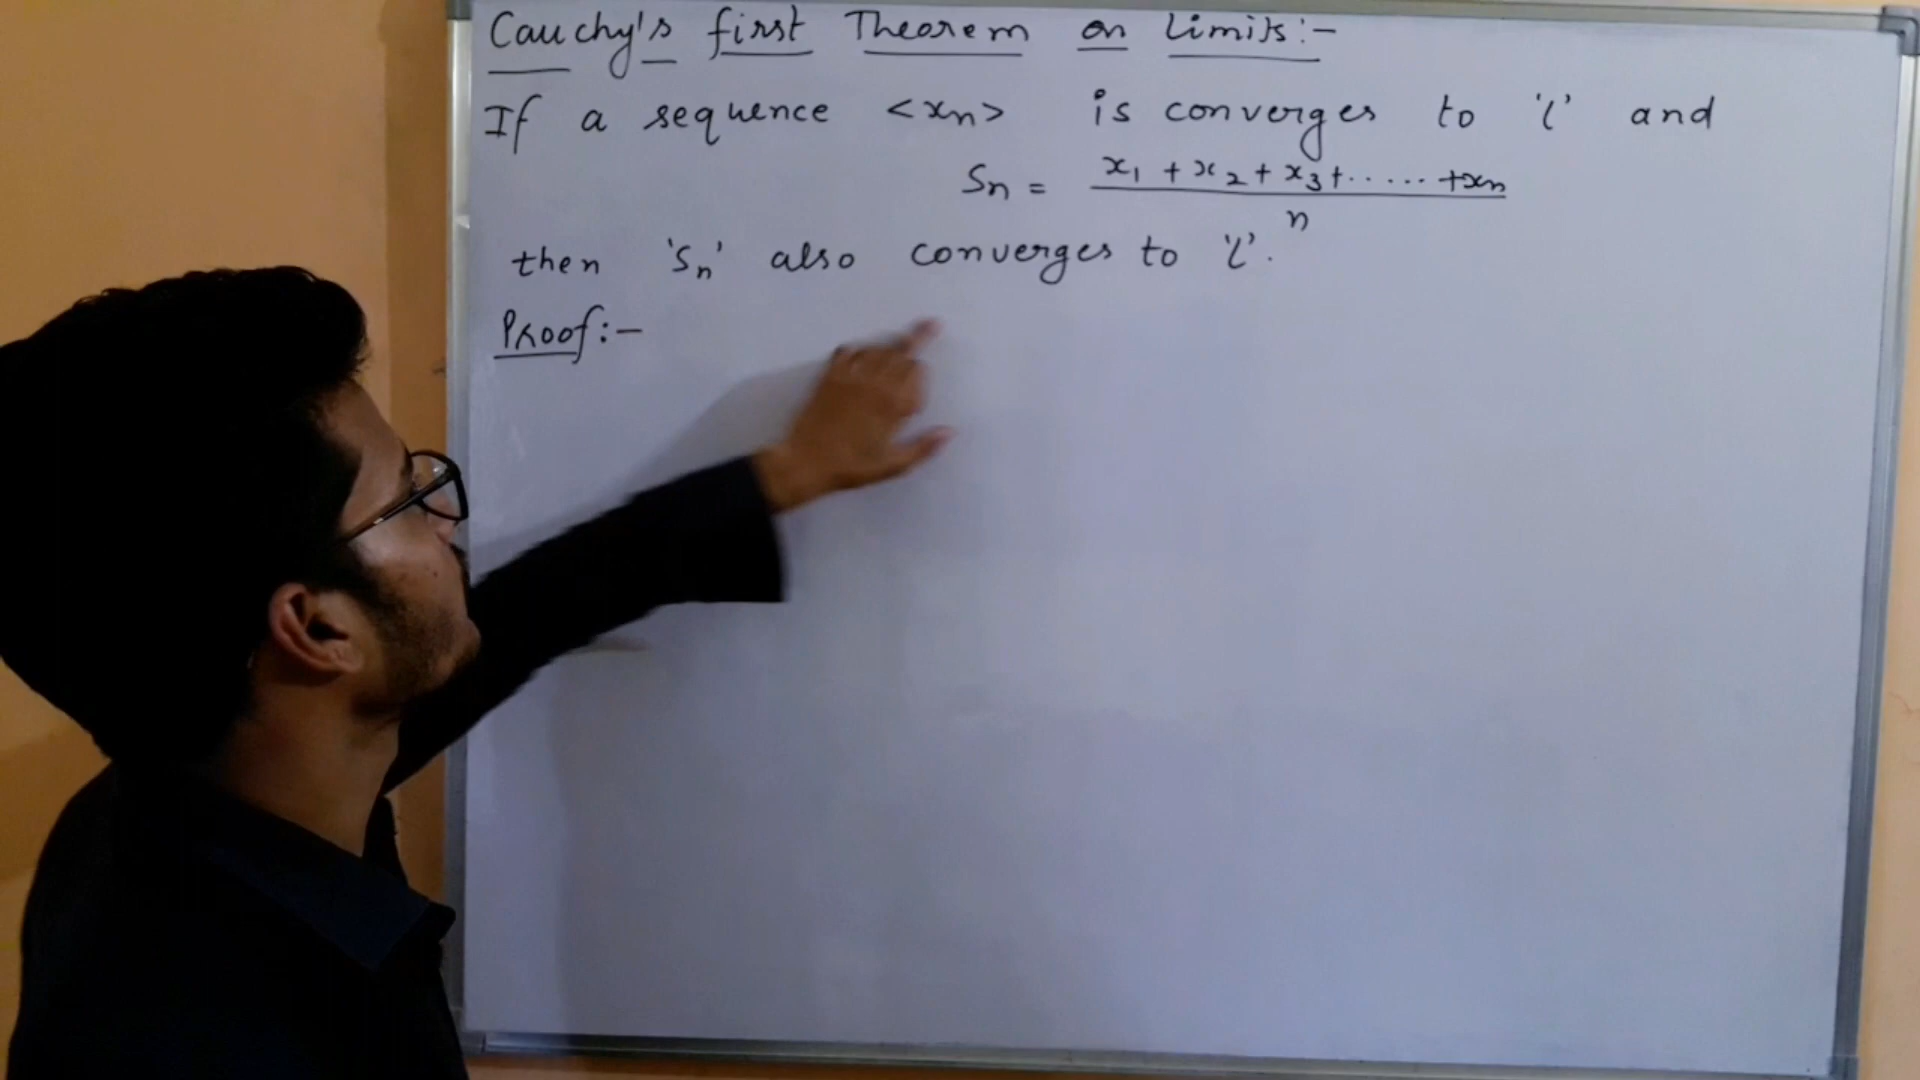 Cauchy's first Theorem on Limits:-
If a sequence <xn> is converges to 'l' and
Sn = x1 + x2 + x3 + ...... + xn
n
then 'Sn' also converges to 'l'.
Proof:-